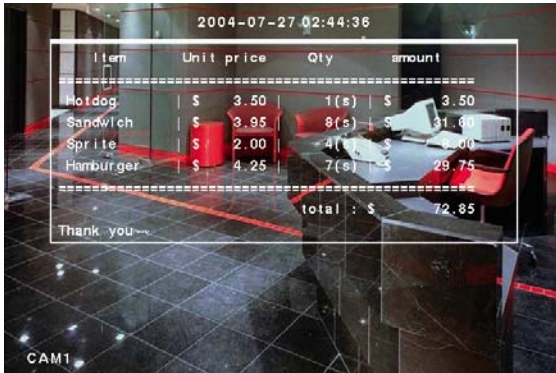 2004-07-27 02:44:36
Item Unit price Qty amount
==================================================
Hotdog | $ 3.50 | 1(s) | $ 3.50
Sandwich | $ 3.95 | 8(s) | $ 31.60
Sprite | $ 2.00 | 4(s) | $ 8.00
Hamburger | $ 4.25 | 7(s) | $ 29.75
==================================================
total : $ 72.85
Thank you~~
CAM1